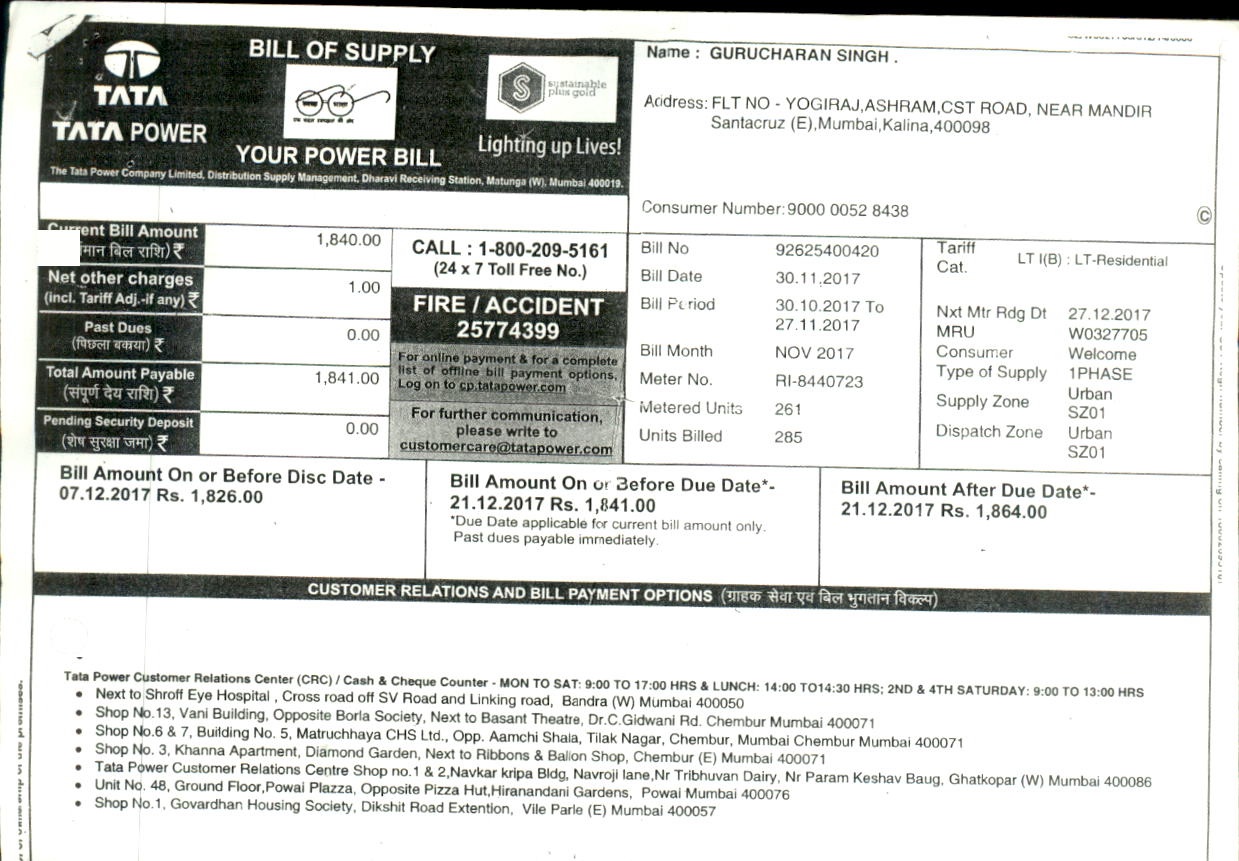 BILL OF SUPPLY
TATA
TATA POWER
sustainable
plus gold
Lighting up Lives!
YOUR POWER BILL
The Tata Power Company Limited, Distribution Supply Management, Dharavi Receiving Station, Matunga (W), Mumbai 400019.
Name : GURUCHARAN SINGH .
Address: FLT NO - YOGIRAJ,ASHRAM,CST ROAD, NEAR MANDIR
Santacruz (E),Mumbai,Kalina,400098
Consumer Number:9000 0052 8438
©
Current Bill Amount
मान बिल राशि) ₹
1,840.00
Net other charges
(incl. Tariff Adj.-if any) ₹
1.00
Past Dues
(पिछला बकाया) ₹
0.00
Total Amount Payable
(संपूर्ण देय राशि) ₹
1,841.00
Pending Security Deposit
(शेष सुरक्षा जमा) ₹
0.00
CALL : 1-800-209-5161
(24 x 7 Toll Free No.)
FIRE / ACCIDENT
25774399
For online payment & for a complete
list of offline bill payment options,
Log on to cp.tatapower.com
For further communication,
please write to
customercare@tatapower.com
Bill No 92625400420
Bill Date 30.11.2017
Bill Period 30.10.2017 To
27.11.2017
Bill Month NOV 2017
Meter No. RI-8440723
Metered Units 261
Units Billed 285
Tariff
Cat. LT I(B) : LT-Residential
Nxt Mtr Rdg Dt 27.12.2017
MRU W0327705
Consumer Welcome
Type of Supply 1PHASE
Supply Zone Urban
SZ01
Dispatch Zone Urban
SZ01
Bill Amount On or Before Disc Date -
07.12.2017 Rs. 1,826.00
Bill Amount On or Before Due Date*-
21.12.2017 Rs. 1,841.00
*Due Date applicable for current bill amount only.
Past dues payable immediately.
Bill Amount After Due Date*-
21.12.2017 Rs. 1,864.00
CUSTOMER RELATIONS AND BILL PAYMENT OPTIONS (ग्राहक सेवा एवं बिल भुगतान विकल्प)
Tata Power Customer Relations Center (CRC) / Cash & Cheque Counter - MON TO SAT: 9:00 TO 17:00 HRS & LUNCH: 14:00 TO14:30 HRS; 2ND & 4TH SATURDAY: 9:00 TO 13:00 HRS
• Next to Shroff Eye Hospital , Cross road off SV Road and Linking road, Bandra (W) Mumbai 400050
• Shop No.13, Vani Building, Opposite Borla Society, Next to Basant Theatre, Dr.C.Gidwani Rd. Chembur Mumbai 400071
• Shop No.6 & 7, Building No. 5, Matruchhaya CHS Ltd., Opp. Aamchi Shala, Tilak Nagar, Chembur, Mumbai Chembur Mumbai 400071
• Shop No. 3, Khanna Apartment, Diamond Garden, Next to Ribbons & Ballon Shop, Chembur (E) Mumbai 400071
• Tata Power Customer Relations Centre Shop no.1 & 2,Navkar kripa Bldg, Navroji lane,Nr Tribhuvan Dairy, Nr Param Keshav Baug, Ghatkopar (W) Mumbai 400086
• Unit No. 48, Ground Floor,Powai Plazza, Opposite Pizza Hut,Hiranandani Gardens, Powai Mumbai 400076
• Shop No.1, Govardhan Housing Society, Dikshit Road Extention, Vile Parle (E) Mumbai 400057